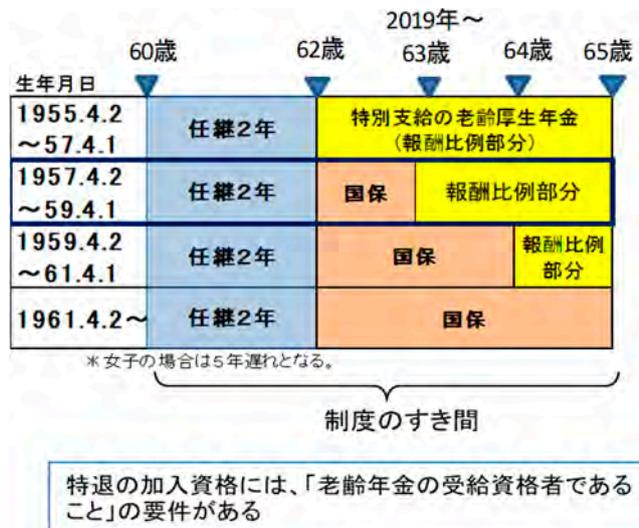 2019年～
60歳 62歳 63歳 64歳 65歳
生年月日
1955.4.2
～57.4.1
任継2年
特別支給の老齢厚生年金
(報酬比例部分)
1957.4.2
～59.4.1
任継2年
国保
報酬比例部分
1959.4.2
～61.4.1
任継2年
国保
報酬比例
部分
1961.4.2～
任継2年
国保
＊女子の場合は5年遅れとなる。
制度のすき間
特退の加入資格には、「老齢年金の受給資格者である
こと」の要件がある